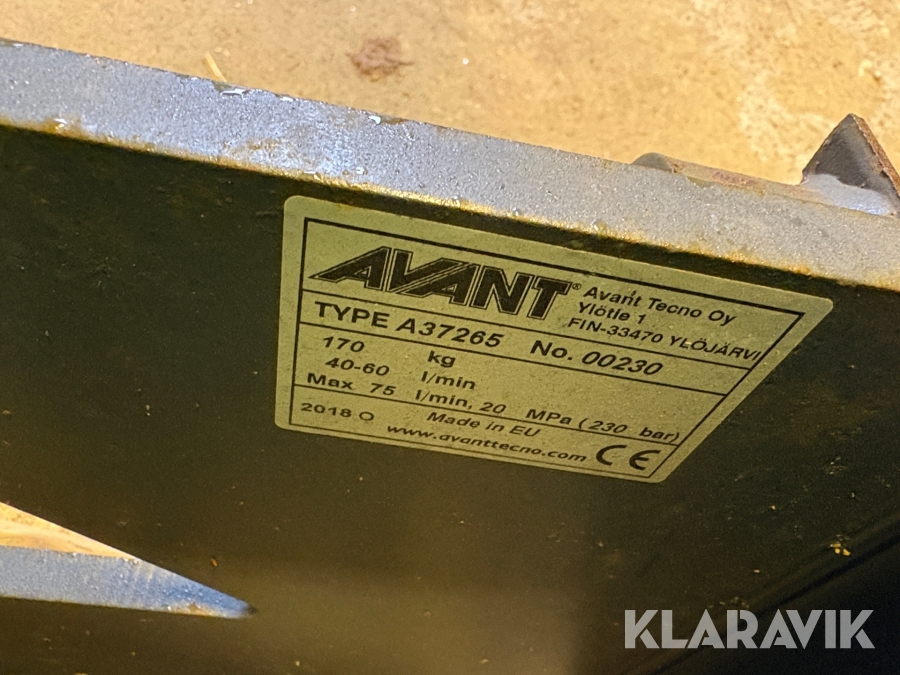 AVANT®
Avant Tecno Oy
Ylötie 1
FIN-33470 YLÖJÄRVI
TYPE A37265 No. 00230
170 kg
40-60 l/min
Max 75 l/min, 20 MPa (230 bar)
2018 O Made in EU
www.avanttecno.com CE
KLARAVIK